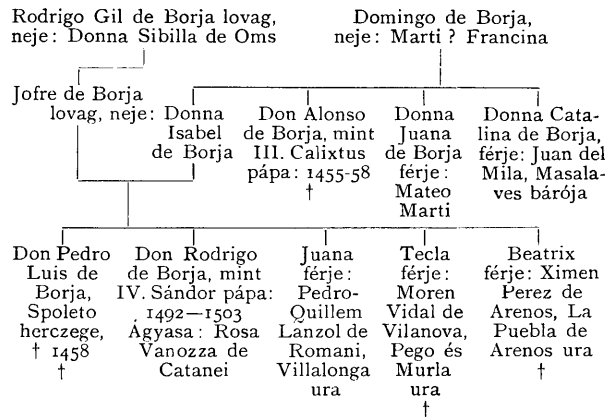 Rodrigo Gil de Borja lovag,
neje: Donna Sibilla de Oms
Domingo de Borja,
neje: Marti ? Francina
Jofre de Borja
lovag, neje:
Donna
Isabel
de Borja
Don Alonso
de Borja, mint
III. Calixtus
pápa: 1455-58
†
Donna
Juana
de Borja
férje:
Mateo
Marti
Donna Cata-
lina de Borja,
férje: Juan del
Mila, Masala-
ves bárója
Don Pedro
Luis de
Borja,
Spoleto
herczege,
† 1458
†
Don Rodrigo
de Borja, mint
IV. Sándor pápa:
1492—1503
Ágyasa: Rosa
Vanozza de
Catanei
Juana
férje:
Pedro-
Quillem
Lanzol de
Romani,
Villalonga
ura
Tecla
férje:
Moren
Vidal de
Vilanova,
Pego és
Murla
ura
†
Beatrix
férje: Ximen
Perez de
Arenos, La
Puebla de
Arenos ura
†